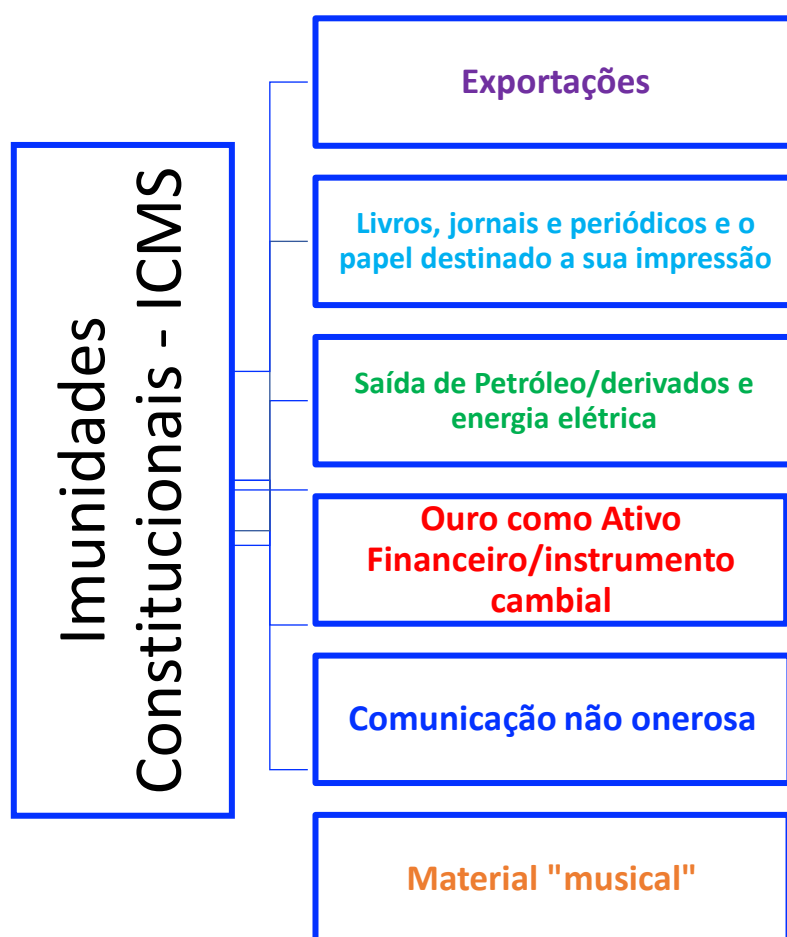 Imunidades
Constitucionais - ICMS
Exportações
Livros, jornais e periódicos e o
papel destinado a sua impressão
Saída de Petróleo/derivados e
energia elétrica
Ouro como Ativo
Financeiro/instrumento
cambial
Comunicação não onerosa
Material "musical"